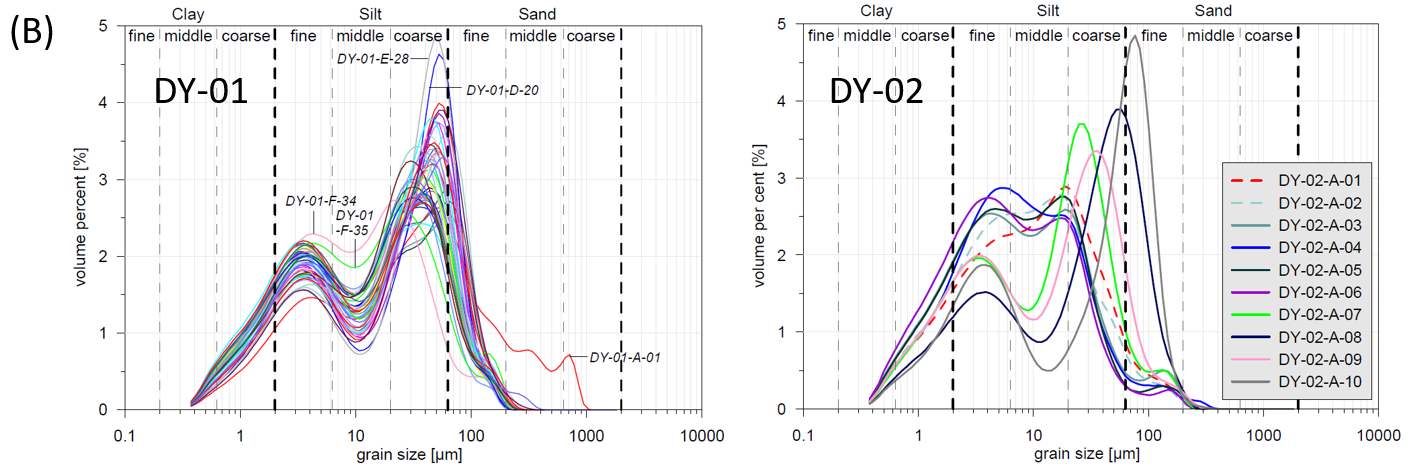 (B)
Clay Silt Sand
fine middle coarse fine middle coarse fine middle coarse
DY-01
DY-01-E-28
DY-01-D-20
DY-01-F-34
DY-01
-F-35
DY-01-A-01
volume percent [%]
5
4
3
2
1
0
0.1 1 10 100 1000 10000
grain size [µm]
Clay Silt Sand
fine middle coarse fine middle coarse fine middle coarse
DY-02
volume per cent [%]
5
4
3
2
1
0
DY-02-A-01
DY-02-A-02
DY-02-A-03
DY-02-A-04
DY-02-A-05
DY-02-A-06
DY-02-A-07
DY-02-A-08
DY-02-A-09
DY-02-A-10
0.1 1 10 100 1000 10000
grain size [µm]